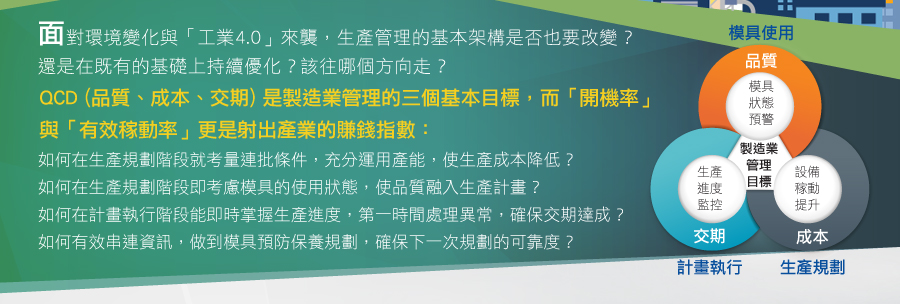 面對環境變化與「工業4.0」來襲，生產管理的基本架構是否也要改變？
還是在既有的基礎上持續優化？該往哪個方向走？
QCD（品質、成本、交期）是製造業管理的三個基本目標，而「開機率」
與「有效稼動率」更是射出產業的賺錢指數：
如何在生產規劃階段就考量連批條件，充分運用產能，使生產成本降低？
如何在生產規劃階段即考慮模具的使用狀態，使品質融入生產計畫？
如何在計畫執行階段能即時掌握生產進度，第一時間處理異常，確保交期達成？
如何有效串連資訊，做到模具預防保養規劃，確保下一次規劃的可靠度？
模具使用
品質
模具
狀態
預警
製造業
管理
目標
生產
進度
監控
交期
計畫執行
設備
稼動
提升
成本
生產規劃